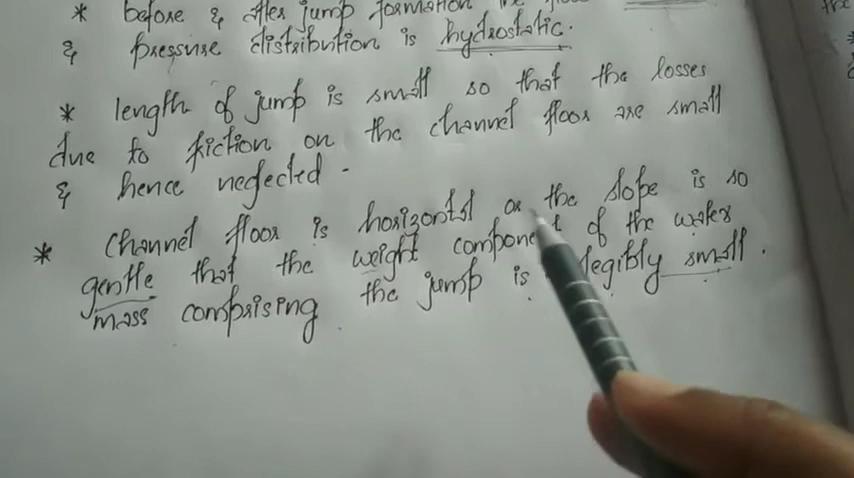 * before & after jump formation the
& pressure distribution is hydrostatic.
* length of jump is small so that the losses
due to friction on the channel floor are small
& hence neglected.
* channel floor is horizontal or the slope is so
gentle that the weight component of the water
mass comprising the jump is negligibly small.